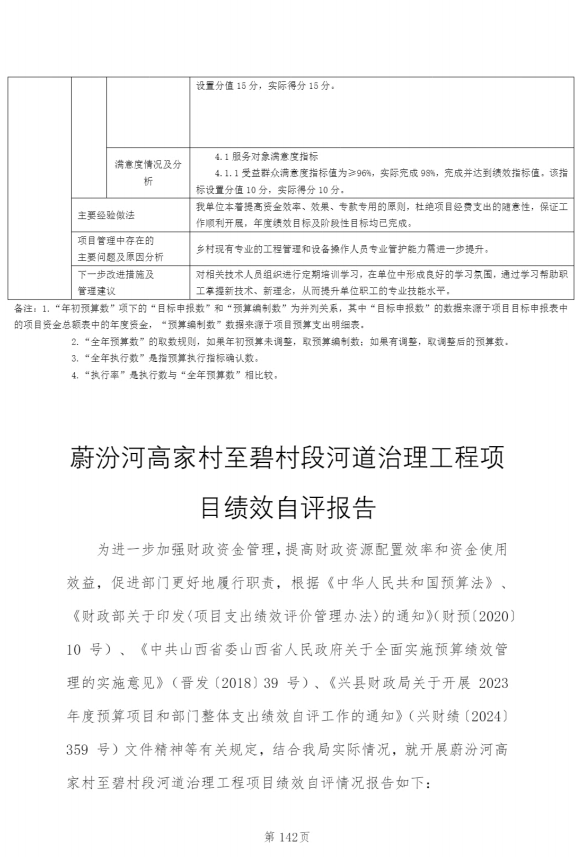 设置分值 15 分，实际得分 15 分。
满意度情况及分
析
4.1 服务对象满意度指标
4.1.1 受益群众满意度指标值为≥96%，实际完成 98%，完成并达到绩效指标值。该指
标设置分值 10 分，实际得分 10 分。
主要经验做法
我单位本着提高资金效率、效果、专款专用的原则，杜绝项目经费支出的随意性，保证工
作顺利开展，年度绩效目标及阶段性目标均已完成。
项目管理中存在的
主要问题及原因分析
乡村现有专业的工程管理和设备操作人员专业管护能力需进一步提升。
下一步改进措施及
管理建议
对相关技术人员组织进行定期培训学习，在单位中形成良好的学习氛围，通过学习帮助职
工掌握新技术、新理念，从而提升单位职工的专业技能水平。
备注：1.“年初预算数”项下的“目标申报数”和“预算编制数”为并列关系，其中“目标申报数”的数据来源于项目目标申报表中
的项目资金总额表中的年度资金，“预算编制数”数据来源于项目预算支出明细表。
2.“全年预算数”的取数规则，如果年初预算未调整，取预算编制数；如果有调整，取调整后的预算数。
3.“全年执行数”是指预算执行指标确认数。
4.“执行率”是执行数与“全年预算数”相比较。
蔚汾河高家村至碧村段河道治理工程项
目绩效自评报告
为进一步加强财政资金管理，提高财政资源配置效率和资金使用
效益，促进部门更好地履行职责，根据《中华人民共和国预算法》、
《财政部关于印发〈项目支出绩效评价管理办法〉的通知》（财预〔2020〕
10 号）、《中共山西省委山西省人民政府关于全面实施预算绩效管
理的实施意见》（晋发〔2018〕39 号）、《兴县财政局关于开展 2023
年度预算项目和部门整体支出绩效自评工作的通知》（兴财绩〔2024〕
359 号）文件精神等有关规定，结合我局实际情况，就开展蔚汾河高
家村至碧村段河道治理工程项目绩效自评情况报告如下：
第 142页